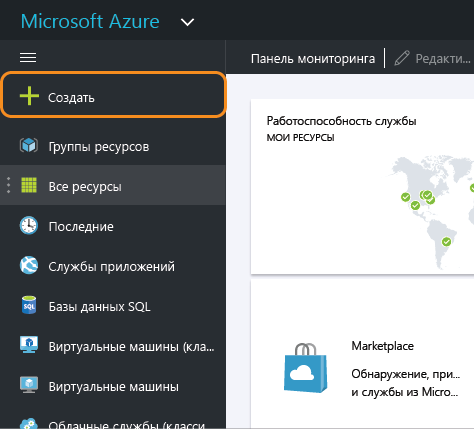 Microsoft Azure
Панель мониторинга
Редакти...
Создать
Группы ресурсов
Все ресурсы
Последние
Службы приложений
Базы данных SQL
Виртуальные машины (кла...
Виртуальные машины
Облачные службы (класси...
Работоспособность службы
МОИ РЕСУРСЫ
Marketplace
Обнаружение, при...
и службы из Micro...